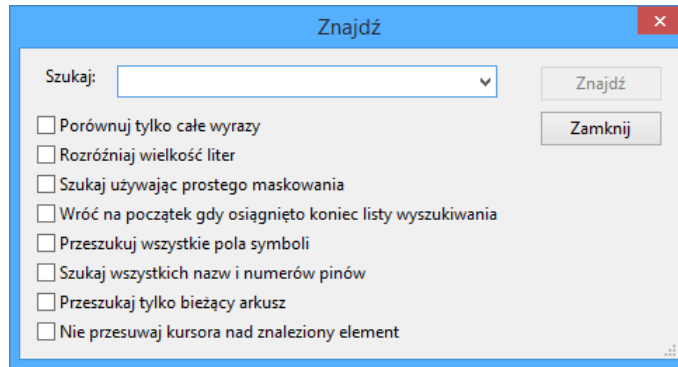 Znajdź
Szukaj:
Znajdź
Porównuj tylko całe wyrazy
Zamknij
Rozróźniaj wielkość liter
Szukaj używając prostego maskowania
Wróć na początek gdy osiągnięto koniec listy wyszukiwania
Przeszukuj wszystkie pola symboli
Szukaj wszystkich nazw i numerów pinów
Przeszukaj tylko bieżący arkusz
Nie przesuwaj kursora nad znaleziony element